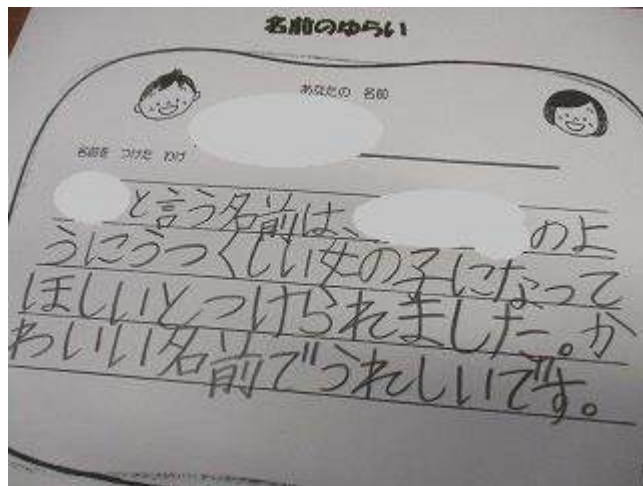 名前のゆらい
あなたの 名前
名前を つけた わけ
と言う名前は、のよ
うにうつくしい女の子になって
ほしいとつけられました。か
わいい名前でうれしいです。